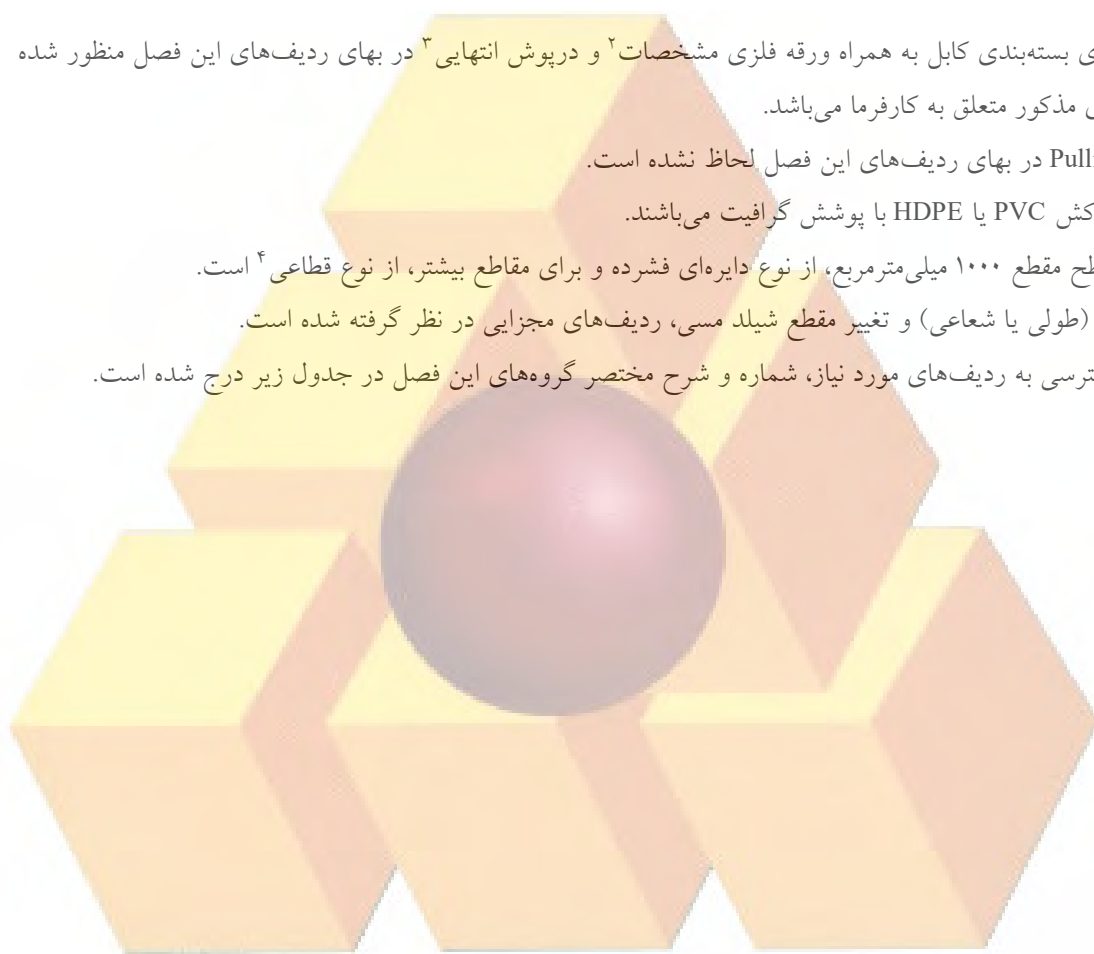 بسته‌بندی کابل به همراه ورقه فلزی مشخصات۲ و درپوش انتهایی۳ در بهای ردیف‌های این فصل منظور شده
مذکور متعلق به کارفرما می‌باشد.
در بهای ردیف‌های این فصل لحاظ نشده است.
PVC یا HDPE با پوشش گرافیت می‌باشند.
مقطع ۱۰۰۰ میلی‌مترمربع، از نوع دایره‌ای فشرده و برای مقاطع بیشتر، از نوع قطاعی۴ است.
(طولی یا شعاعی) و تغییر مقطع شیلد مسی، ردیف‌های مجزایی در نظر گرفته شده است.
به ردیف‌های مورد نیاز، شماره و شرح مختصر گروه‌های این فصل در جدول زیر درج شده است.